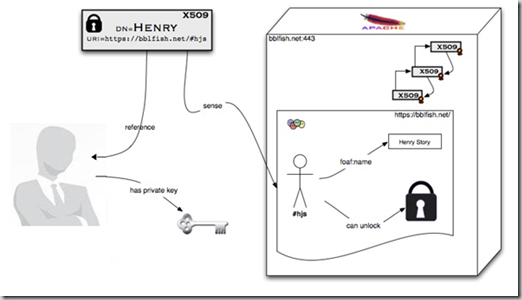 X509
DN=HENRY
URI=https://bblfish.net/#hjs
APACHE
bblfish.net:443
X509
X509
X509
sense
reference
https://bblfish.net/
Henry Story
foaf:name
has private key
#hjs
can unlock